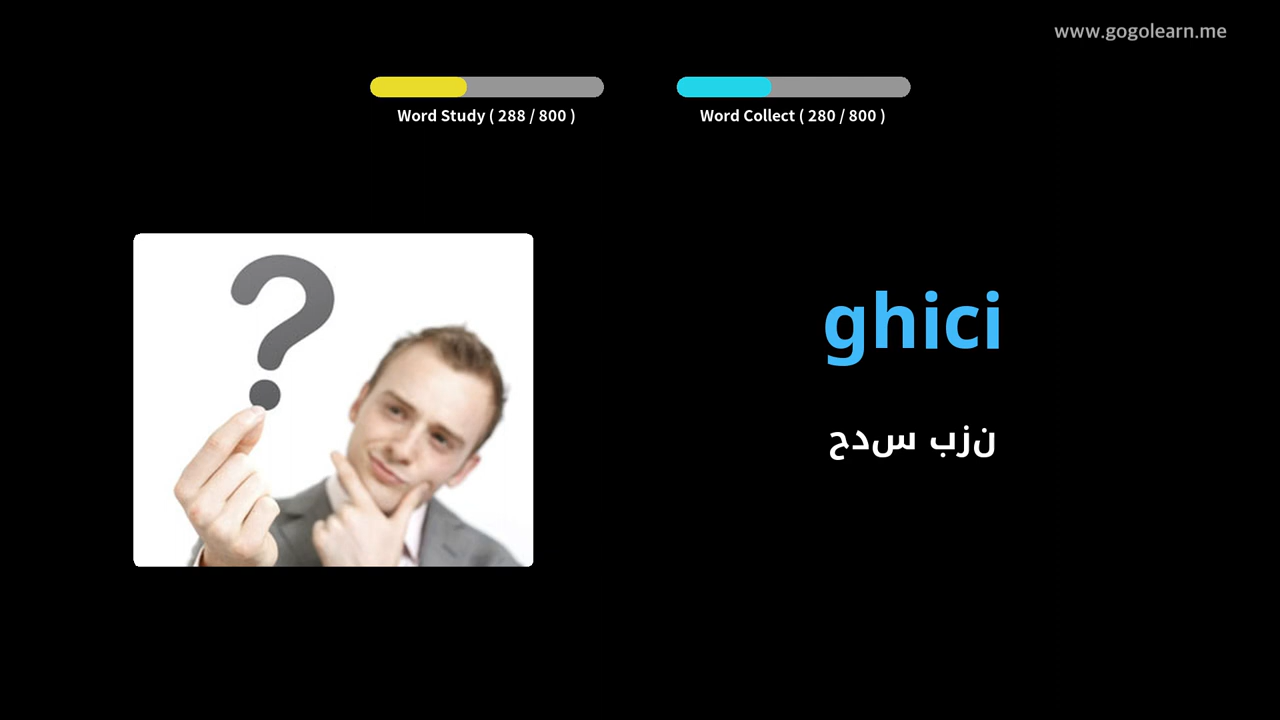 www.gogolearn.me
Word Study ( 288 / 800 )
Word Collect ( 280 / 800 )
ghici
نزب سدح